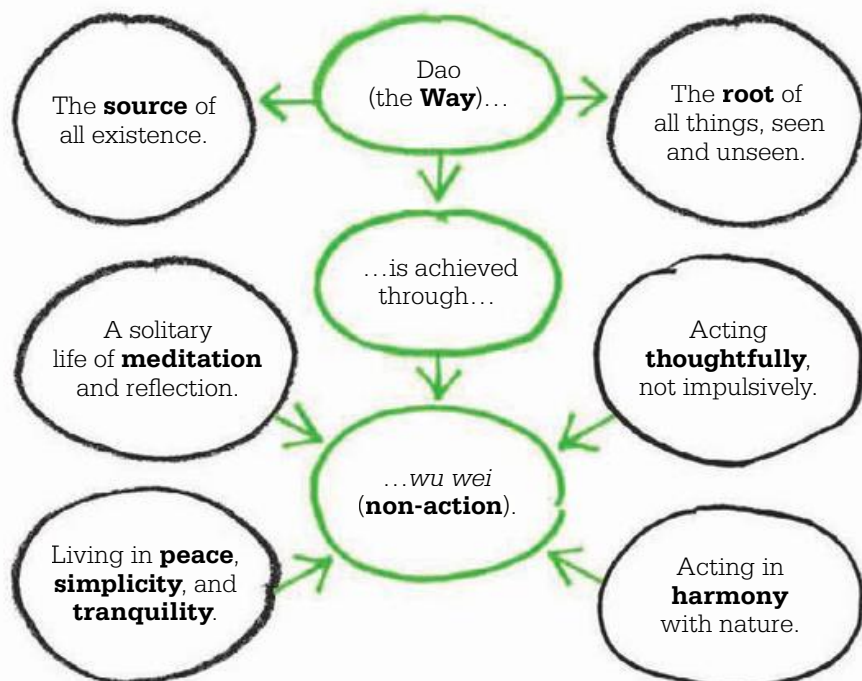 Dao
(the Way)…
The source of
all existence.
The root of
all things, seen
and unseen.
…is achieved
through…
A solitary
life of meditation
and reflection.
Acting
thoughtfully,
not impulsively.
…wu wei
(non-action).
Living in peace,
simplicity, and
tranquility.
Acting in
harmony
with nature.